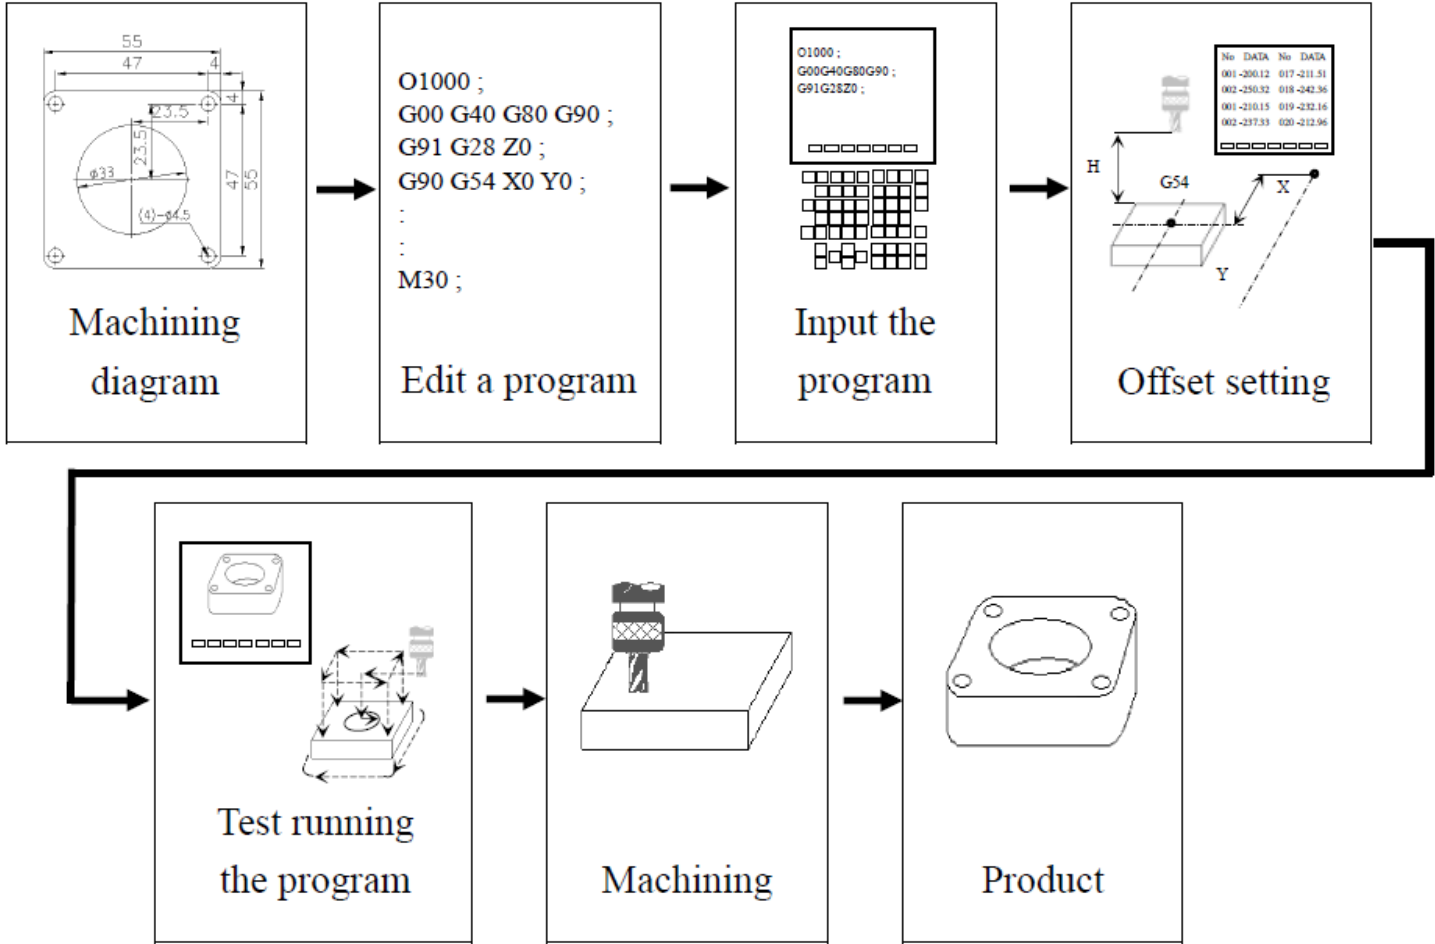 55
47
4
4
23.5
23.5
ø33
47
55
(4)-ø4.5
Machining
diagram
O1000 ;
G00 G40 G80 G90 ;
G91 G28 Z0 ;
G90 G54 X0 Y0 ;
:
:
M30 ;
Edit a program
O1000 ;
G00G40G80G90 ;
G91G28Z0 ;
Input the
program
No DATA No DATA
001 -200.12 017 -211.51
002 -250.32 018 -242.36
001 -210.15 019 -232.16
002 -237.33 020 -212.96
H
G54
X
Y
Offset setting
Test running
the program
Machining
Product